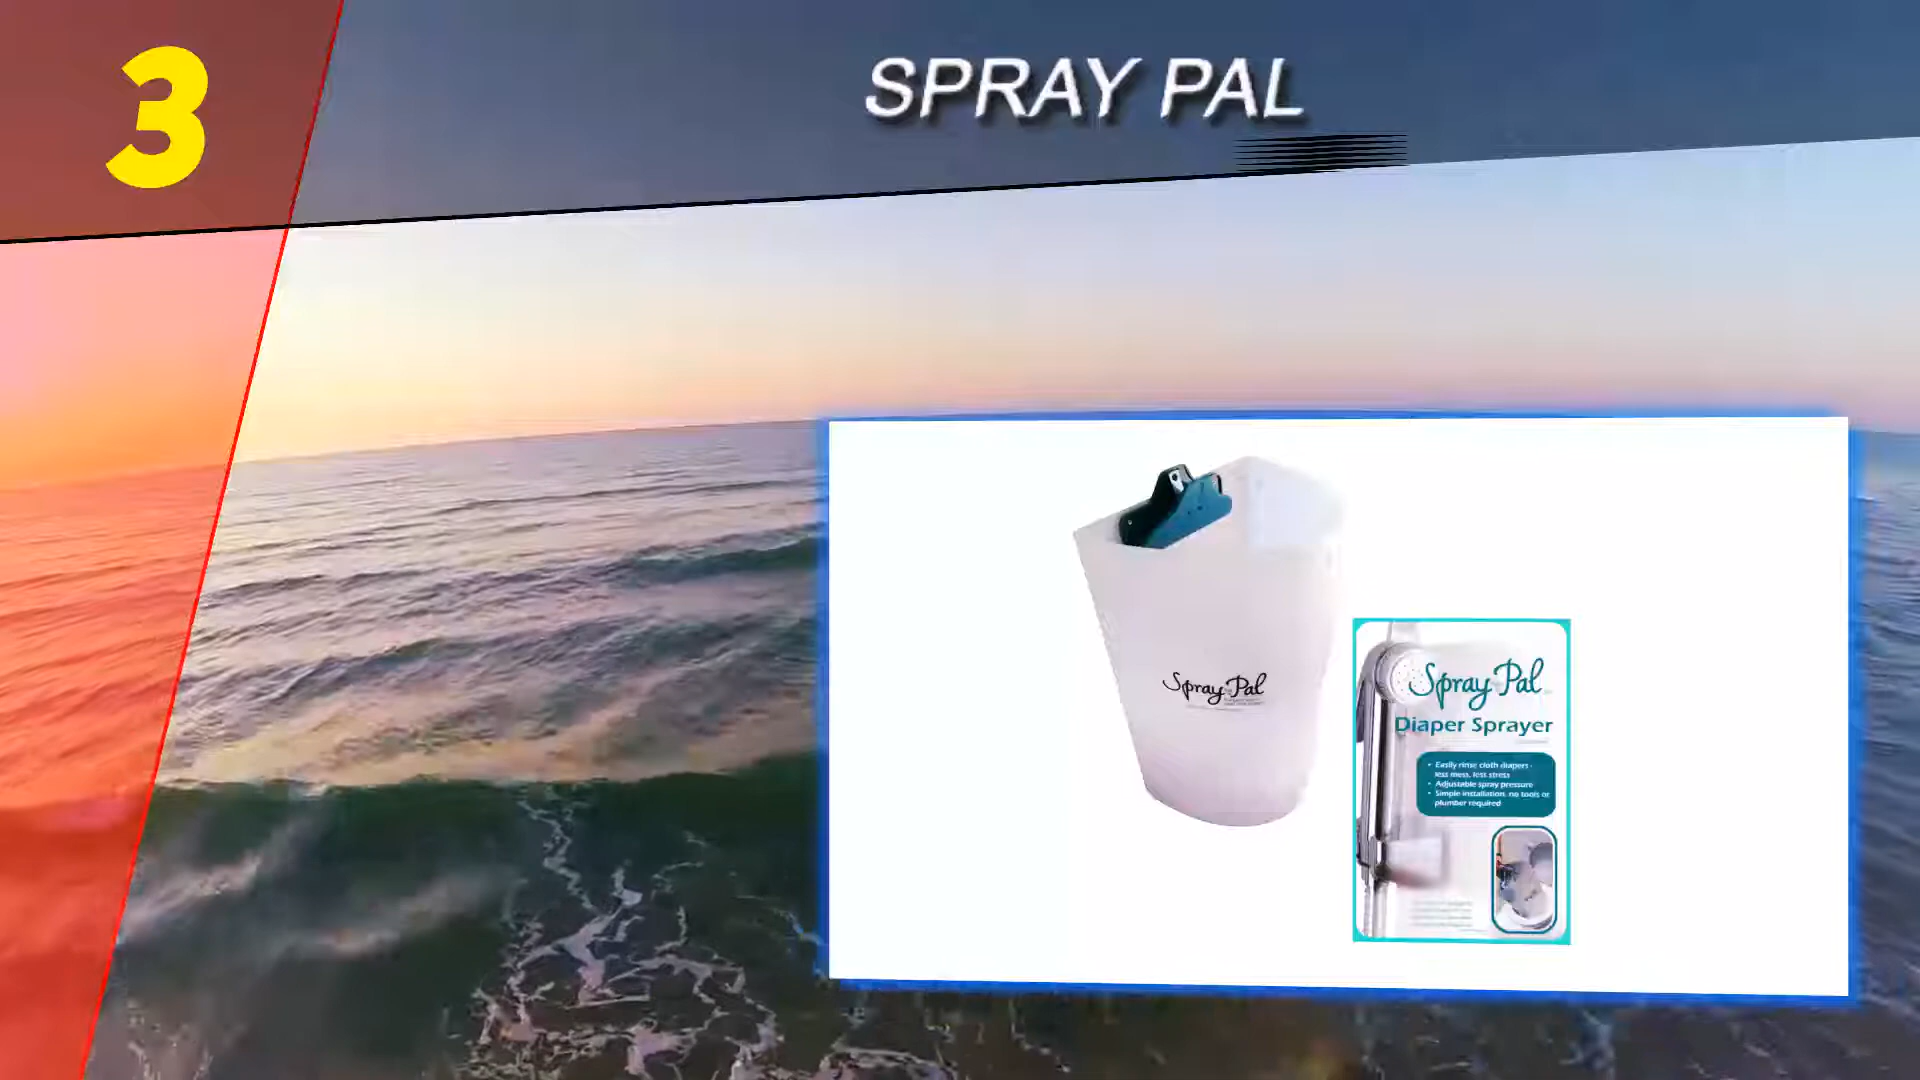 3
SPRAY PAL
Spray Pal
Spray Pal
Diaper Sprayer
• Easily rinse cloth diapers -
less mess, less stress
• Adjustable spray pressure
• Simple installation, no tools or
plumber required